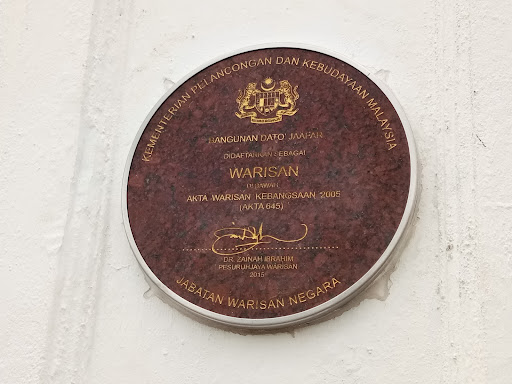 KEMENTERIAN PELANCONGAN DAN KEBUDAYAAN MALAYSIA
BANGUNAN DATO' JAAFAR
DIDAFTARKAN SEBAGAI
WARISAN
DI BAWAH
AKTA WARISAN KEBANGSAAN 2005
(AKTA 645)
DR. ZAINAH IBRAHIM
PESURUHJAYA WARISAN
2015
JABATAN WARISAN NEGARA